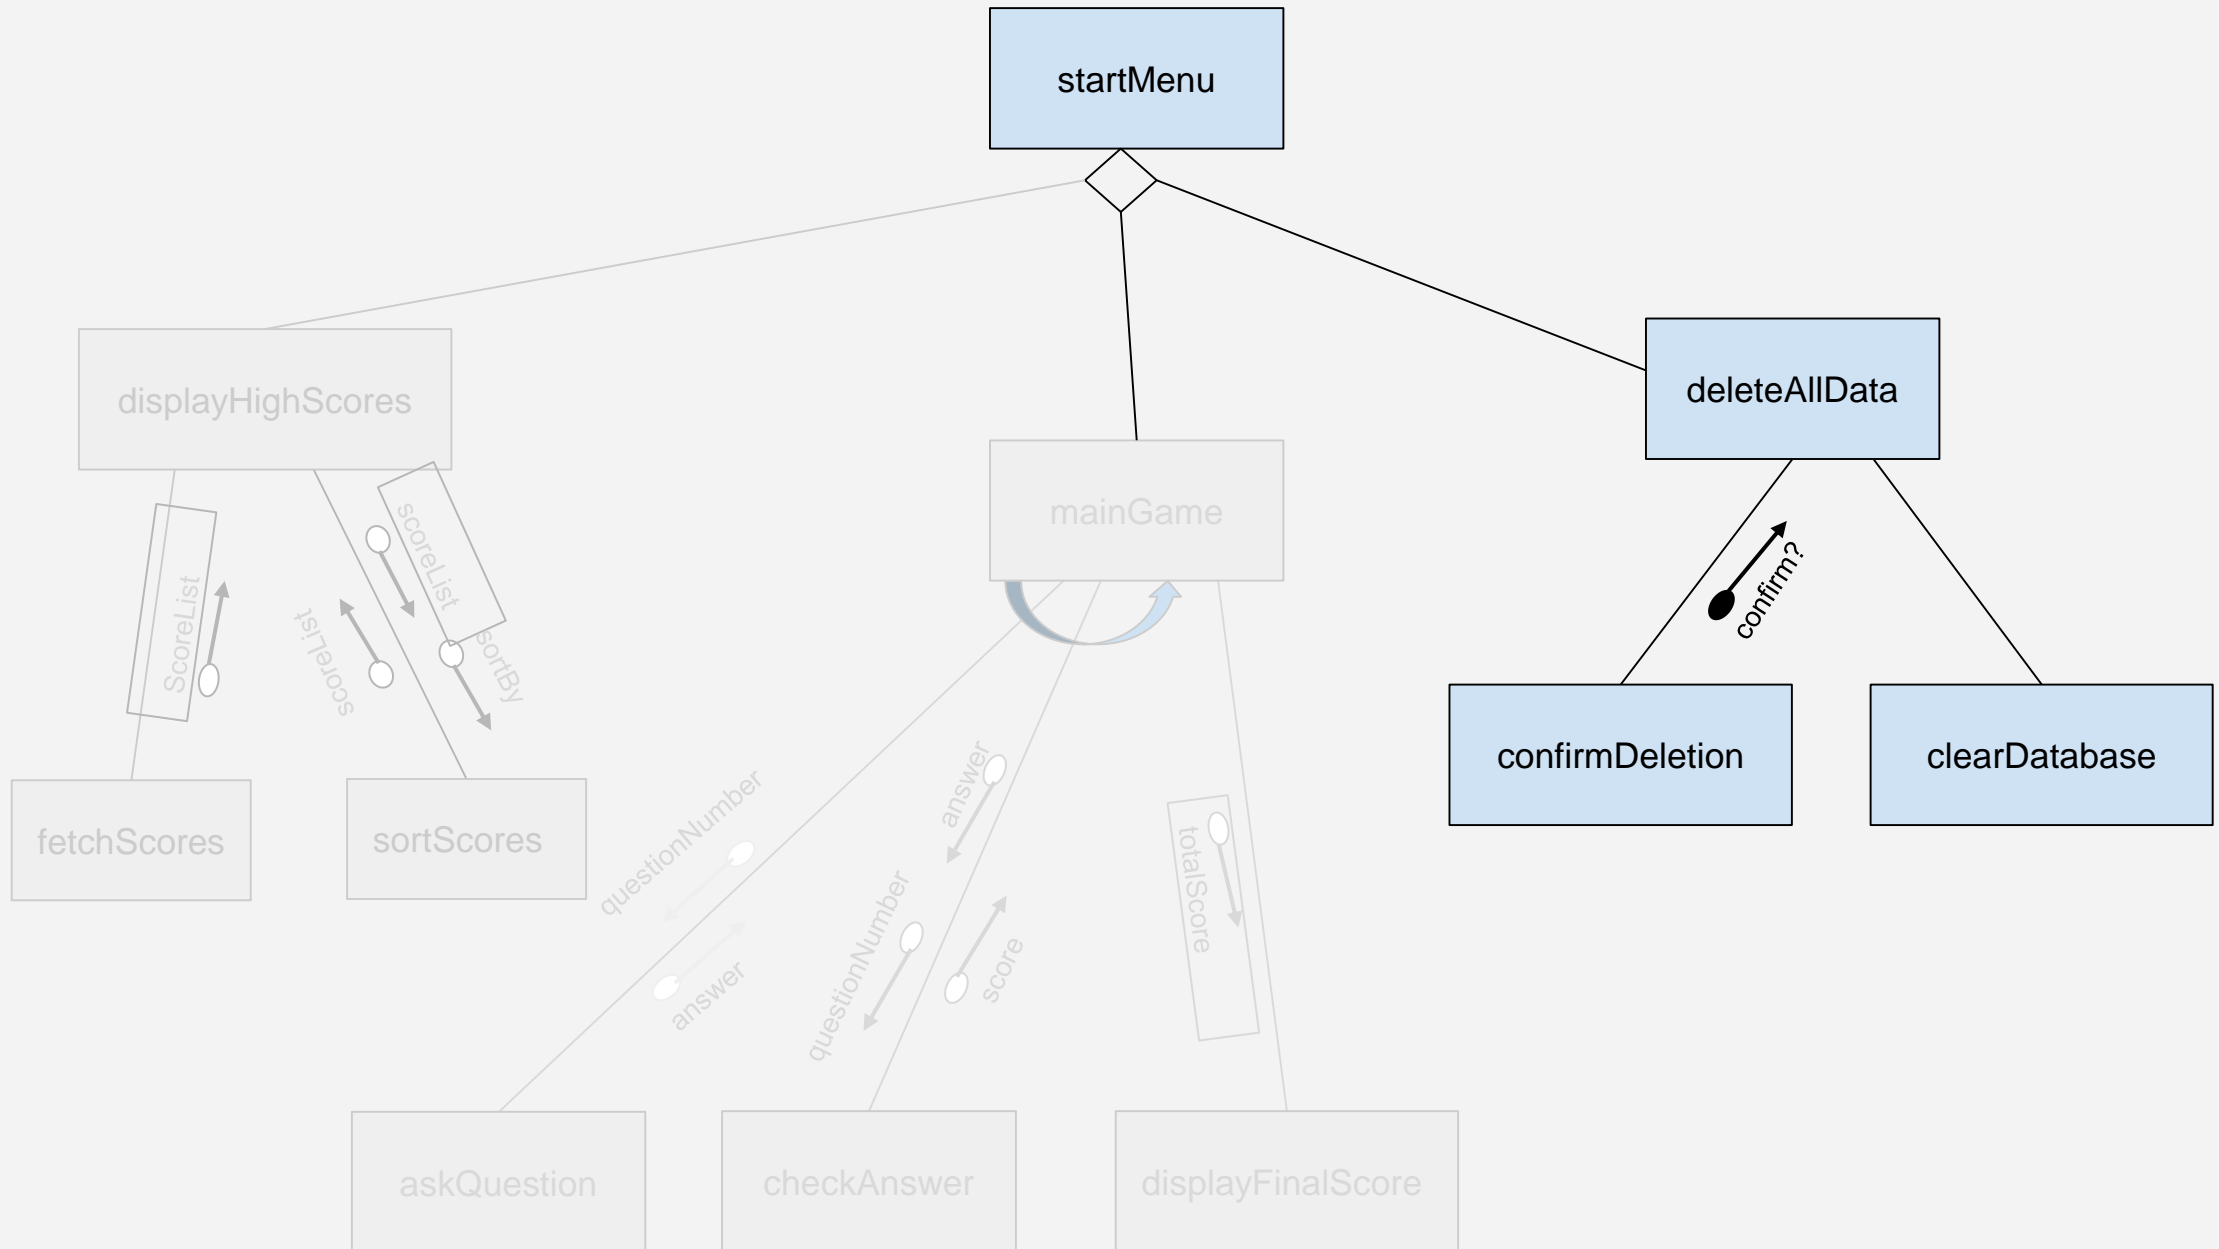 startMenu
displayHighScores
deleteAllData
mainGame
scoreList
ScoreList
scoreList
sortBy
confirm?
confirmDeletion
clearDatabase
fetchScores
sortScores
questionNumber
answer
answer
questionNumber
score
totalScore
askQuestion
checkAnswer
displayFinalScore